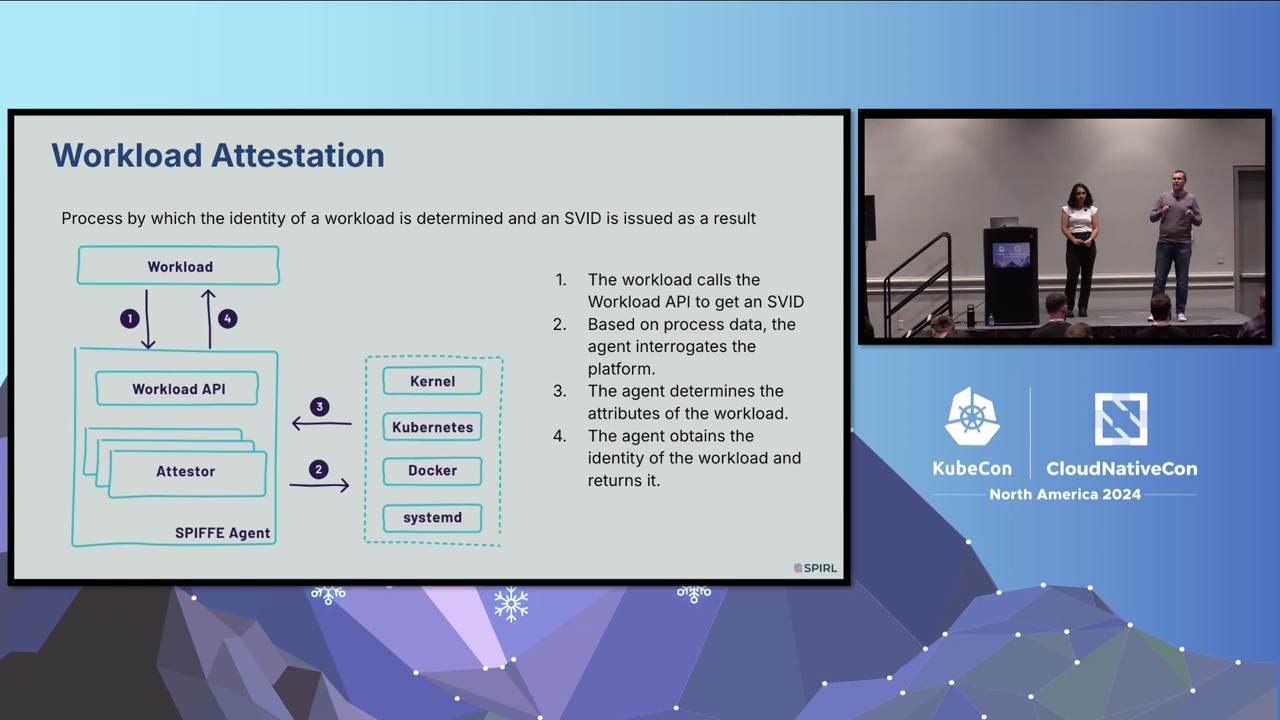 Workload Attestation
Process by which the identity of a workload is determined and an SVID is issued as a result
Workload
1
4
Workload API
Attestor
SPIFFE Agent
3
2
Kernel
Kubernetes
Docker
systemd
1. The workload calls the
Workload API to get an SVID
2. Based on process data, the
agent interrogates the
platform.
3. The agent determines the
attributes of the workload.
4. The agent obtains the
identity of the workload and
returns it.
SPIRL
KubeCon
CloudNativeCon
North America 2024